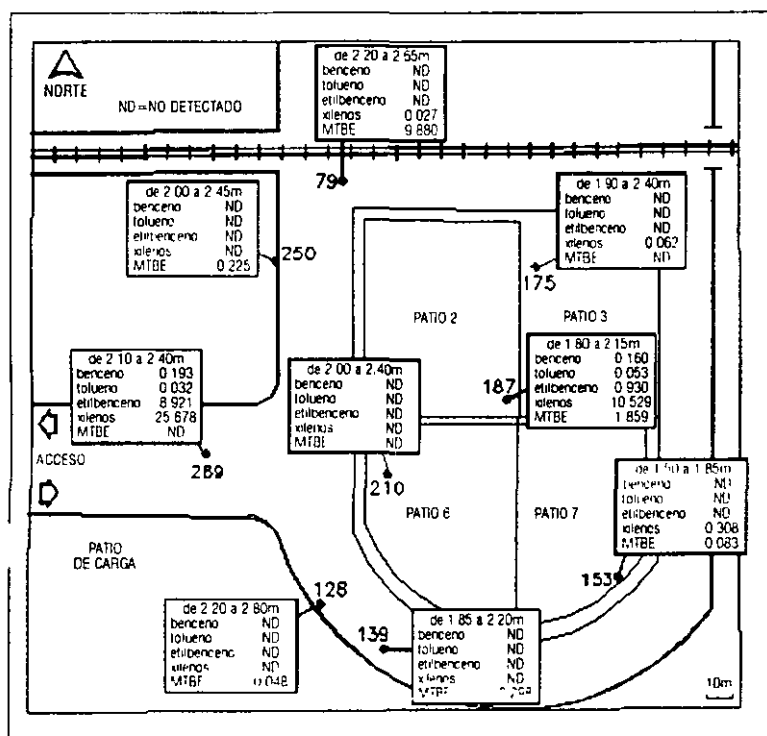 NORTE
ND=NO DETECTADO
de 2 20 a 2 55m
benceno ND
tolueno ND
etilbenceno ND
xilenos 0 027
MTBE 9 880
79
de 2 00 a 2 45m
benceno ND
tolueno ND
etilbenceno ND
xilenos ND
MTBE 0.225
250
de 1 90 a 2 40m
benceno ND
tolueno ND
etilbenceno ND
xilenos 0 062
MTBE ND
175
PATIO 2
PATIO 3
de 2 10 a 2 40m
benceno 0 193
tolueno 0 032
etilbenceno 8 921
xilenos 25 678
MTBE ND
ACCESO
289
de 2 00 a 2.40m
benceno ND
tolueno ND
etilbenceno ND
xilenos ND
MTBE ND
210
de 1 80 a 2 15m
benceno 0 160
tolueno 0 053
etilbenceno 0 930
xilenos 10 529
MTBE 1 859
187
de 1 50 a 1 85m
benceno ND
tolueno ND
etilbenceno ND
xilenos 0 308
MTBE 0 083
153
PATIO 6
PATIO 7
PATIO
DE CARGA
128
de 2 20 a 2 80m
benceno ND
tolueno ND
etilbenceno ND
xilenos ND
MTBE 0.048
139
de 1 85 a 2 20m
benceno ND
tolueno ND
etilbenceno ND
xilenos ND
MTBE
10m